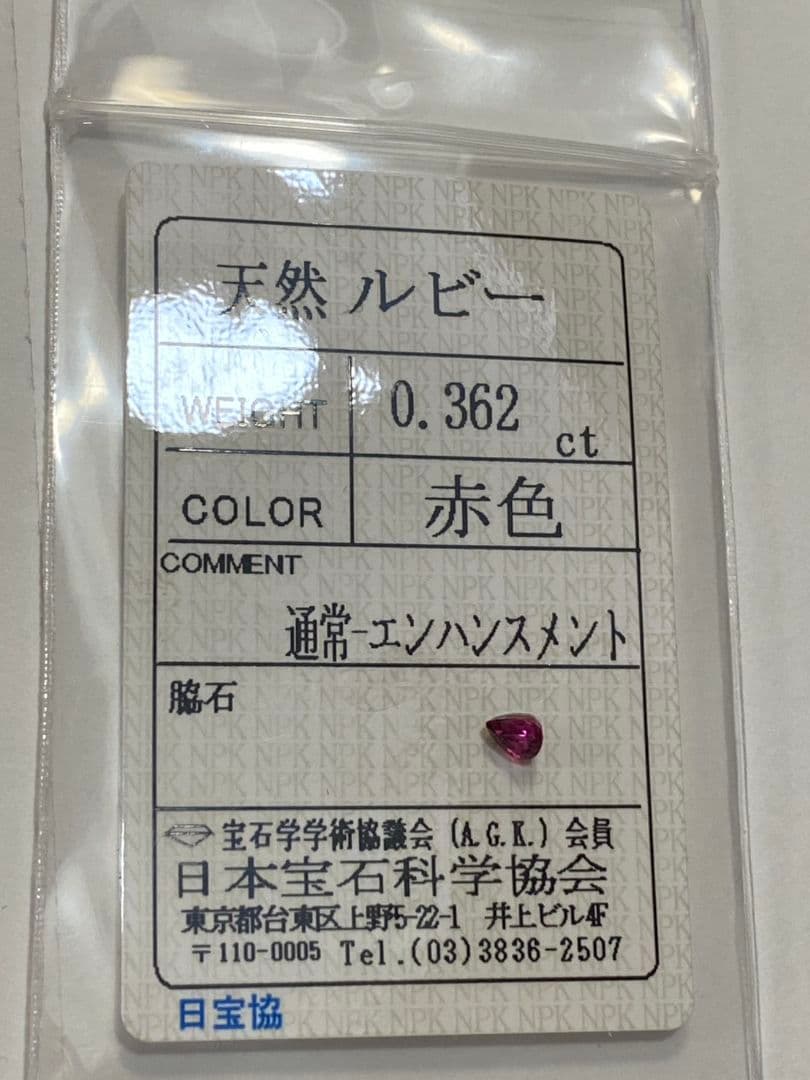 天然 ルビー
WEIGHT 0.362 ct
COLOR 赤色
COMMENT
通常-エンハンスメント
脇石
宝石学学術協議会 (A.G.K.) 会員
日本宝石科学協会
東京都台東区上野5-22-1 井上ビル4F
〒110-0005 Tel.(03)3836-2507
日宝協